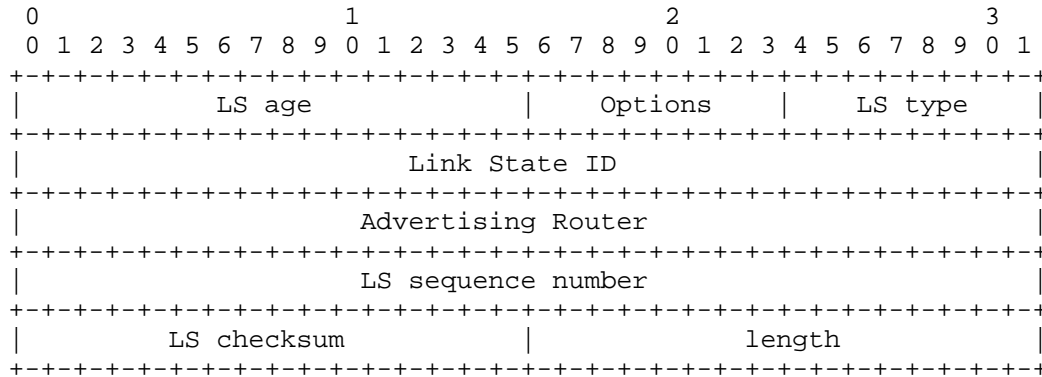 0                   1                   2                   3
0 1 2 3 4 5 6 7 8 9 0 1 2 3 4 5 6 7 8 9 0 1 2 3 4 5 6 7 8 9 0 1
+-+-+-+-+-+-+-+-+-+-+-+-+-+-+-+-+-+-+-+-+-+-+-+-+-+-+-+-+-+-+-+-+
|            LS age             |    Options    |    LS type    |
+-+-+-+-+-+-+-+-+-+-+-+-+-+-+-+-+-+-+-+-+-+-+-+-+-+-+-+-+-+-+-+-+
|                        Link State ID                          |
+-+-+-+-+-+-+-+-+-+-+-+-+-+-+-+-+-+-+-+-+-+-+-+-+-+-+-+-+-+-+-+-+
|                     Advertising Router                        |
+-+-+-+-+-+-+-+-+-+-+-+-+-+-+-+-+-+-+-+-+-+-+-+-+-+-+-+-+-+-+-+-+
|                     LS sequence number                        |
+-+-+-+-+-+-+-+-+-+-+-+-+-+-+-+-+-+-+-+-+-+-+-+-+-+-+-+-+-+-+-+-+
|         LS checksum           |             length            |
+-+-+-+-+-+-+-+-+-+-+-+-+-+-+-+-+-+-+-+-+-+-+-+-+-+-+-+-+-+-+-+-+